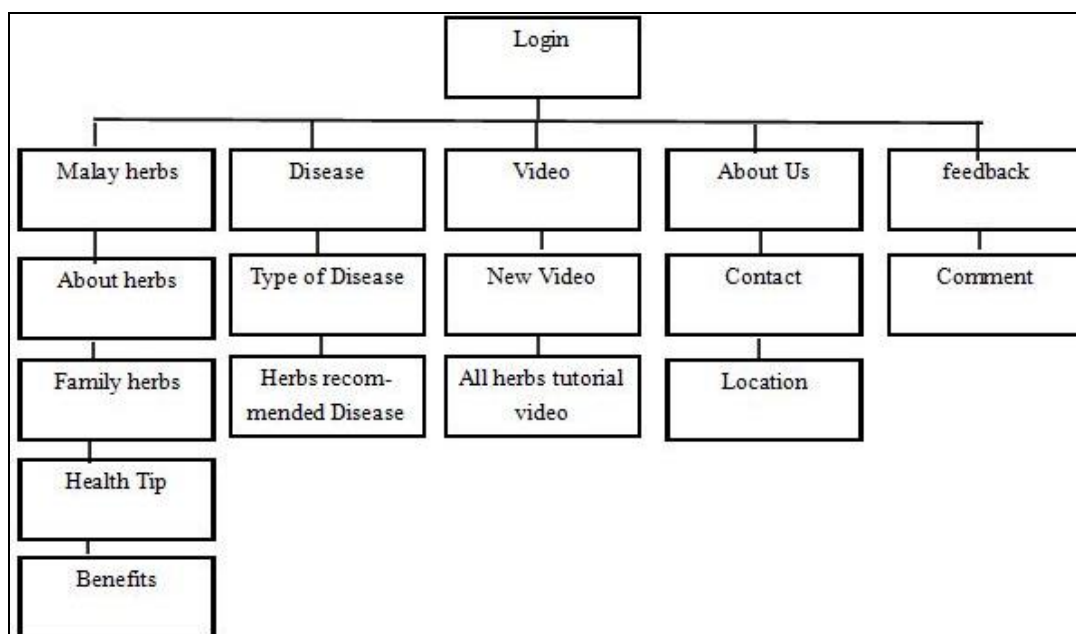 Login
Malay herbs
Disease
Video
About Us
feedback
About herbs
Type of Disease
New Video
Contact
Comment
Family herbs
Herbs recom-
mended Disease
All herbs tutorial
video
Location
Health Tip
Benefits